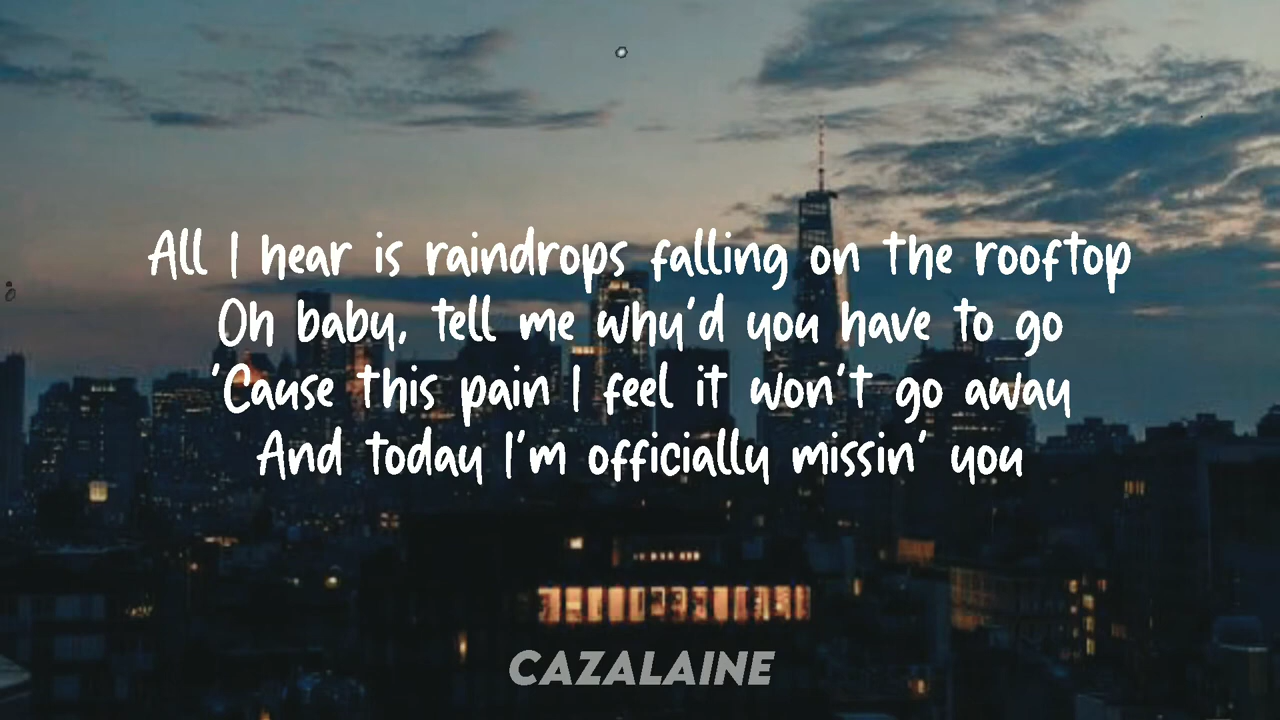 All I hear is raindrops falling on the rooftop
Oh baby, tell me why'd you have to go
'Cause this pain I feel it won't go away
And today I'm officially missin' you
CAZALAINE